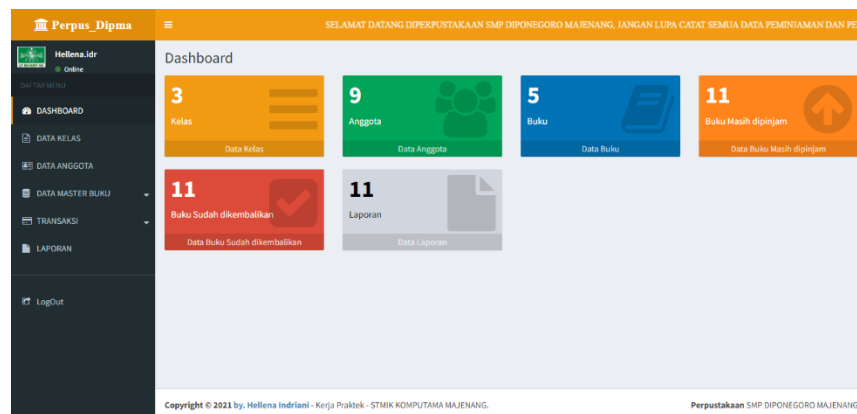 Perpus_Dipma
SELAMAT DATANG DIPERPUSTAKAAN SMP DIPONEGORO MAJENANG, JANGAN LUPA CATAT SEMUA DATA PEMINJAMAN DAN PE
Hellena.idr
Online
DAFTAR MENU
DASHBOARD
DATA KELAS
DATA ANGGOTA
DATA MASTER BUKU
TRANSAKSI
LAPORAN
LogOut
Dashboard
3
Kelas
Data Kelas
9
Anggota
Data Anggota
5
Buku
Data Buku
11
Buku Masih dipinjam
Data Buku Masih dipinjam
11
Buku Sudah dikembalikan
Data Buku Sudah dikembalikan
11
Laporan
Data Laporan
Copyright © 2021 by. Hellena Indriani - Kerja Praktek - STMIK KOMPUTAMA MAJENANG.
Perpustakaan SMP DIPONEGORO MAJENANG